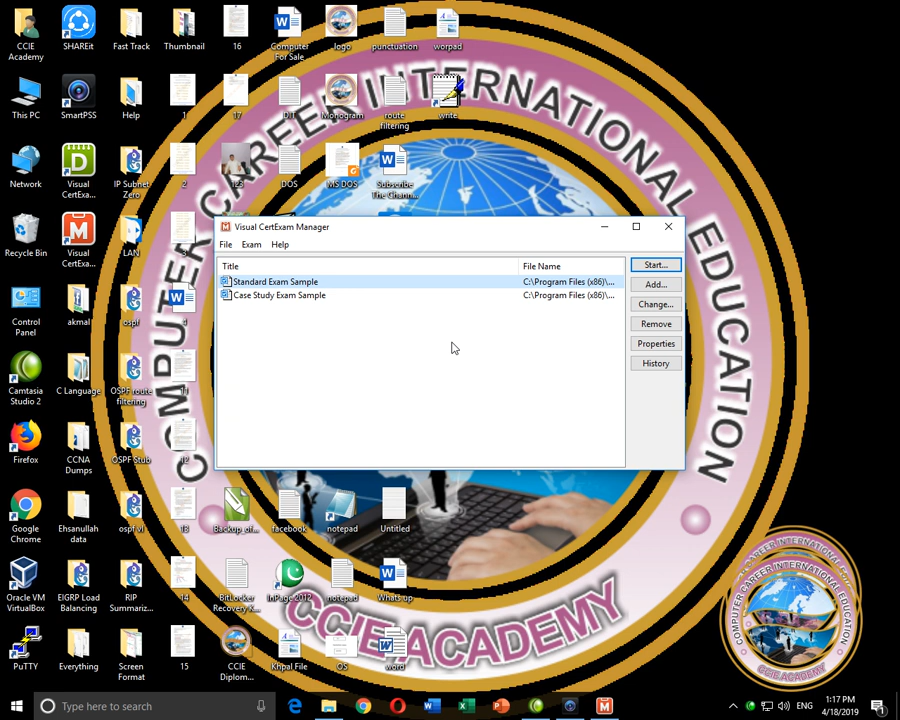 COMPUTER CAREER INTERNATIONAL EDUCATION
CCIE ACADEMY
CCIE
Academy
SHAREit
Fast Track
Thumbnail
16
Computer
For Sale
logo
punctuation
worpad
This PC
SmartPSS
Help
1
17
DIT
Monogram
route
filtering
write
Network
Visual
CertExa...
IP Subnet
Zero
2
123
DOS
MS DOS
Subscribe
The Chann...
Recycle Bin
Visual
CertExa...
LAN
3
Control
Panel
akmal
ospf
4
Camtasia
Studio 2
C Language
OSPF route
filtering
11
Firefox
CCNA
Dumps
OSPF Stub
12
Google
Chrome
Ehsanullah
data
ospf vl
13
Backup_of...
facebook
notepad
Untitled
Oracle VM
VirtualBox
EIGRP Load
Balancing
RIP
Summariz...
14
BitLocker
Recovery K...
InPage 2012
notepad
Whats up
PuTTY
Everything
Screen
Format
15
CCIE
Diplom...
Khpal File
OS
word
Visual CertExam Manager
File Exam Help
Title File Name
Standard Exam Sample C:\Program Files (x86)\...
Case Study Exam Sample C:\Program Files (x86)\...
Start...
Add...
Change...
Remove
Properties
History
COMPUTER CAREER INTERNATIONAL EDUCATION
CCIE ACADEMY
Type here to search
ENG
1:17 PM
4/18/2019